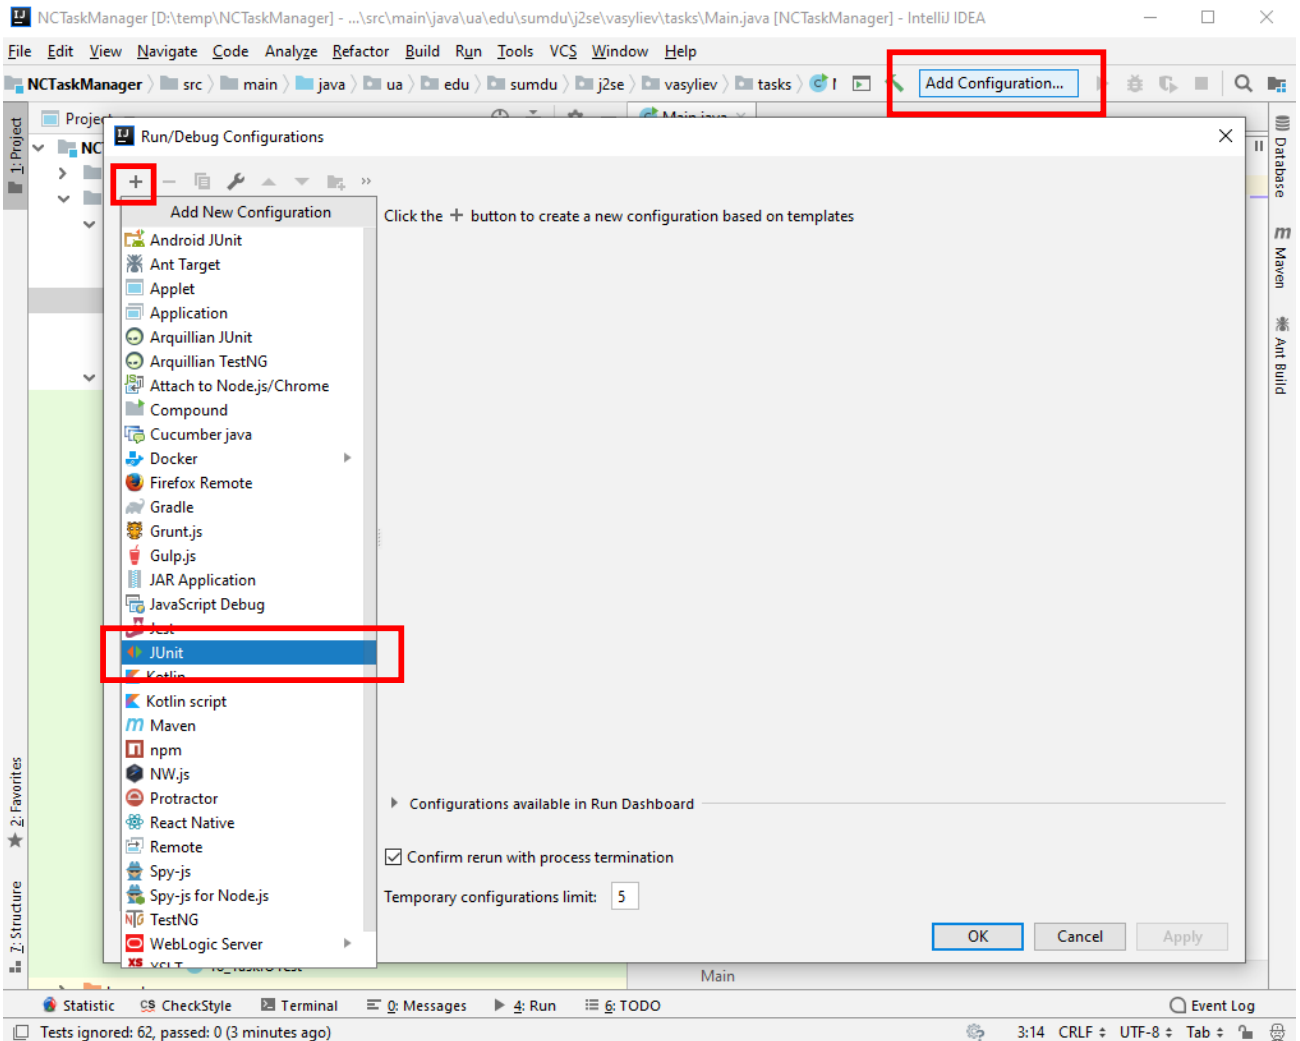 NCTaskManager [D:\temp\NCTaskManager] - ...\src\main\java\ua\edu\sumdu\j2se\vasyliev\tasks\Main.java [NCTaskManager] - IntelliJ IDEA
File Edit View Navigate Code Analyze Refactor Build Run Tools VCS Window Help
NCTaskManager src main java ua edu sumdu j2se vasyliev tasks Add Configuration...
Project Main.java
1: Project
NC
Run/Debug Configurations
Add New Configuration
Click the + button to create a new configuration based on templates
Android JUnit
Ant Target
Applet
Application
Arquillian JUnit
Arquillian TestNG
Attach to Node.js/Chrome
Compound
Cucumber java
Docker
Firefox Remote
Gradle
Grunt.js
Gulp.js
JAR Application
JavaScript Debug
Jest
JUnit
Kotlin
Kotlin script
Maven
npm
NW.js
Protractor
React Native
Remote
Spy-js
Spy-js for Node.js
TestNG
WebLogic Server
XSLT
Configurations available in Run Dashboard
Confirm rerun with process termination
Temporary configurations limit: 5
OK Cancel Apply
Database
Maven
Ant Build
2: Favorites
7: Structure
Main
Statistic CheckStyle Terminal 0: Messages 4: Run 6: TODO Event Log
Tests ignored: 62, passed: 0 (3 minutes ago) 3:14 CRLF UTF-8 Tab